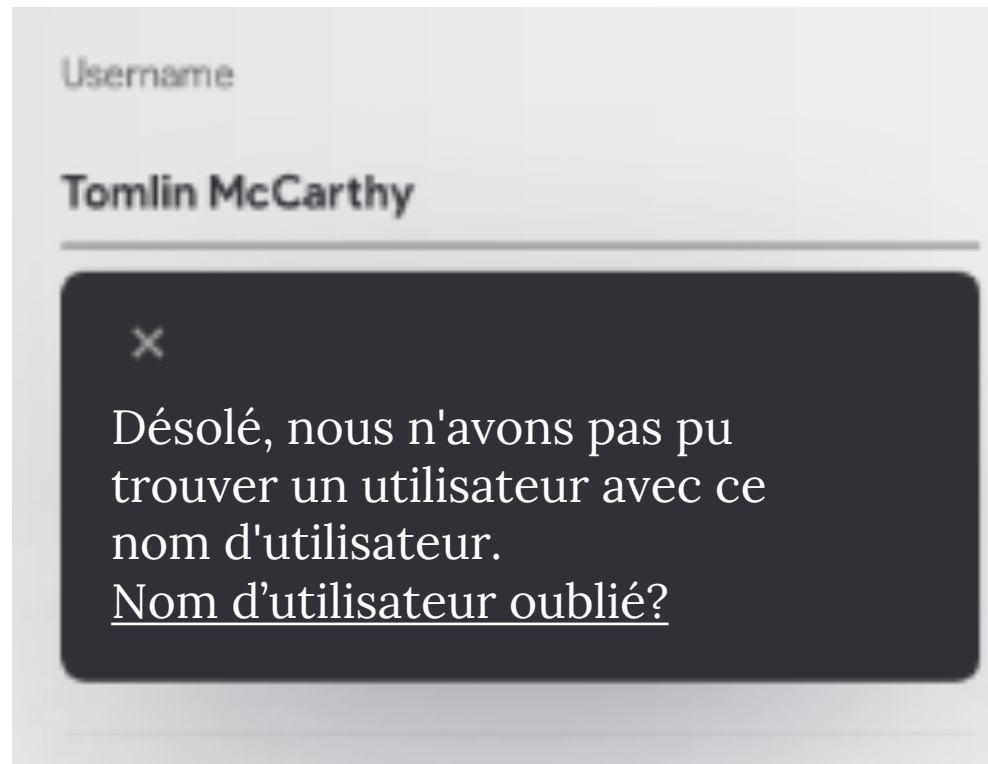 Username
Tomlin McCarthy
×
Désolé, nous n'avons pas pu
trouver un utilisateur avec ce
nom d'utilisateur.
Nom d’utilisateur oublié?